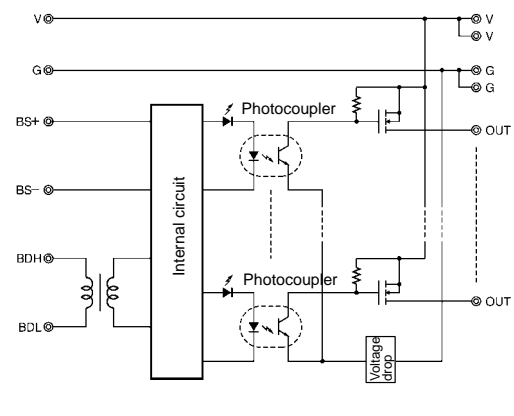 V
V
V
G
G
G
BS+
Photocoupler
OUT
BS−
Internal circuit
BDH
Photocoupler
OUT
BDL
Voltage
drop